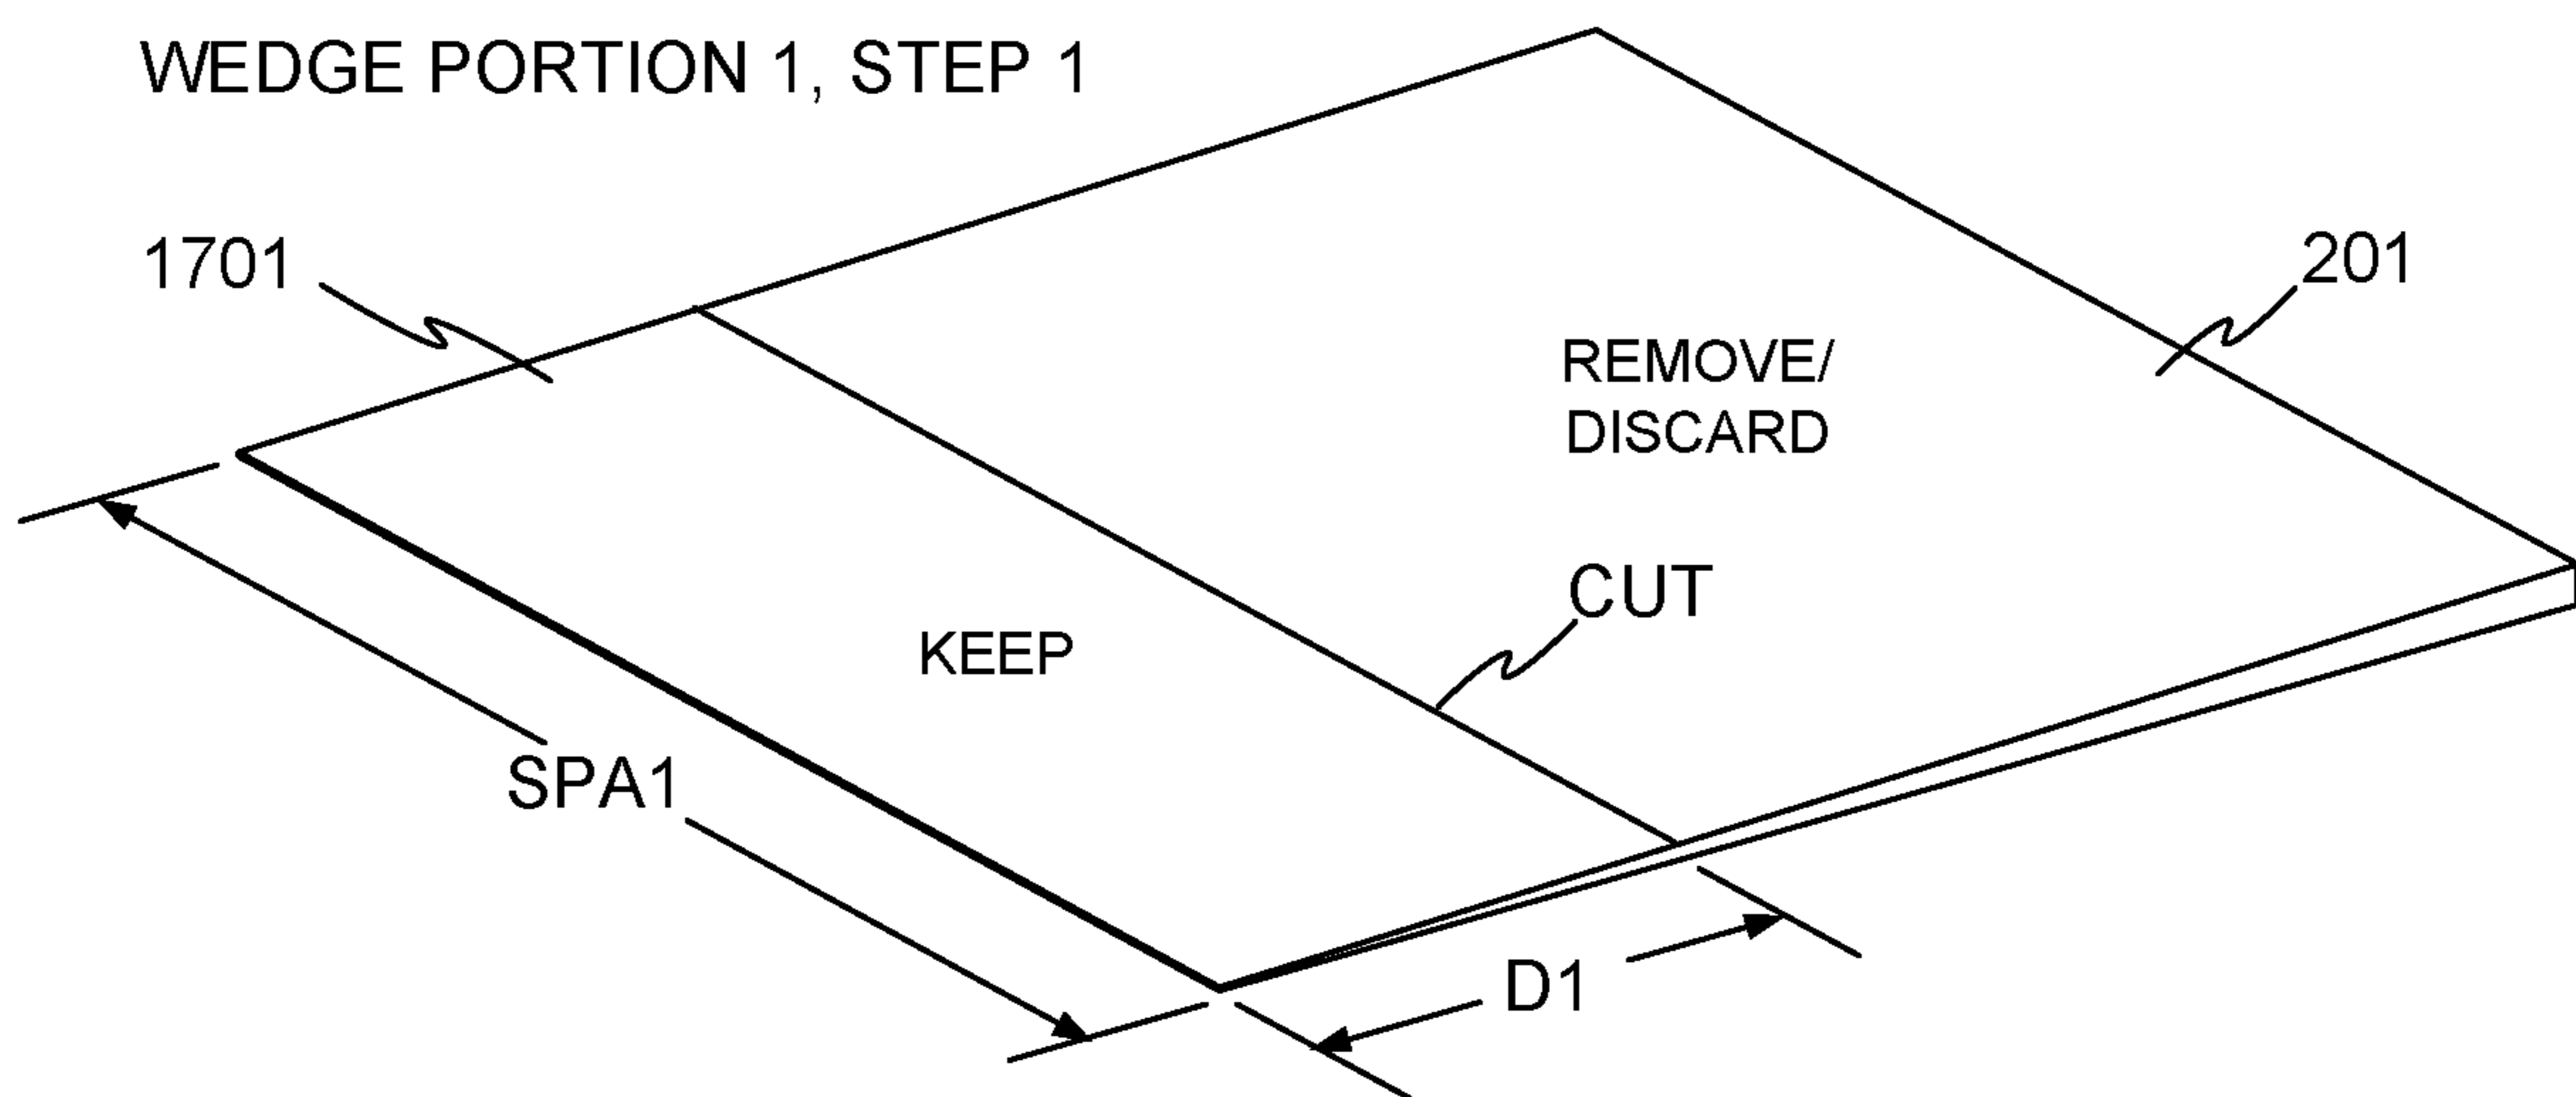 WEDGE PORTION 1, STEP 1
1701
201
REMOVE/
DISCARD
CUT
KEEP
SPA1
D1